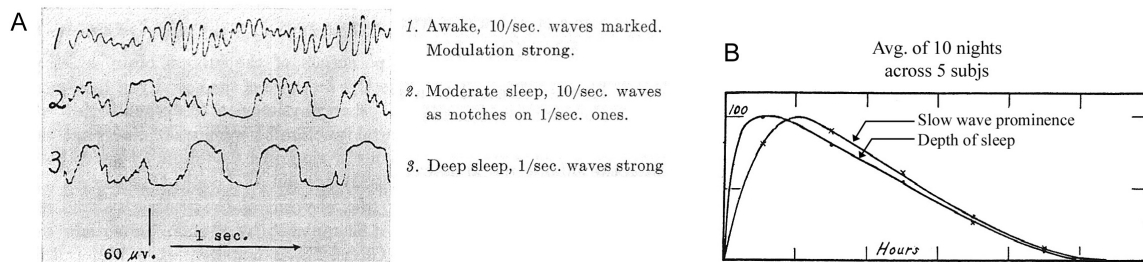 A
1
1. Awake, 10/sec. waves marked.
Modulation strong.
2
2. Moderate sleep, 10/sec. waves
as notches on 1/sec. ones.
3
3. Deep sleep, 1/sec. waves strong
60 μv.
1 sec.
B
Avg. of 10 nights
across 5 subjs
100
Slow wave prominence
Depth of sleep
Hours